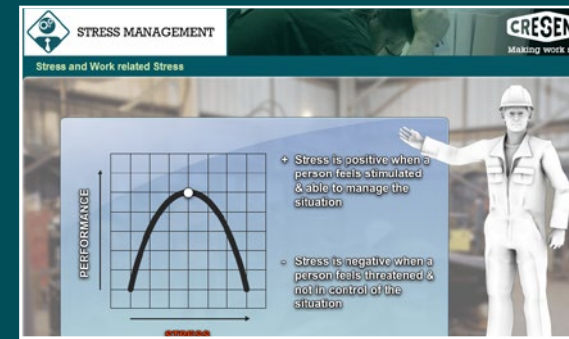 STRESS MANAGEMENT
Stress and Work related Stress
Making work
PERFORMANCE
+ Stress is positive when a
person feels stimulated
& able to manage the
situation
- Stress is negative when a
person feels threatened &
not in control of the
situation
STRESS